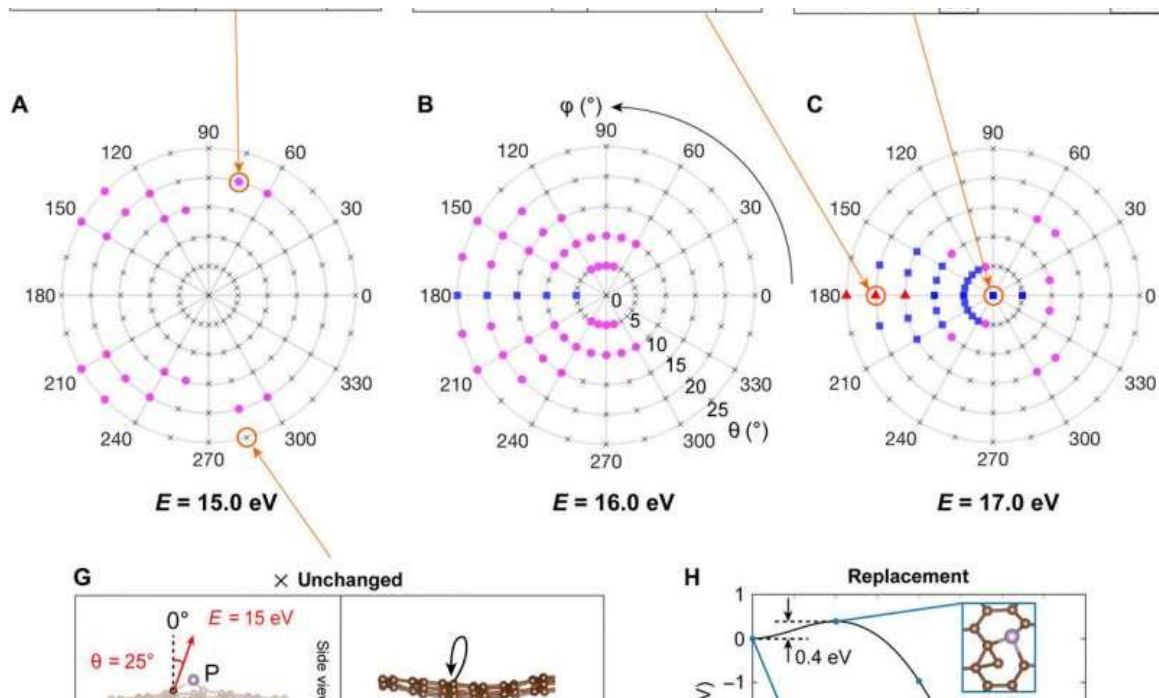 A
90
120
60
150
30
180
0
210
330
240
300
270
E = 15.0 eV
B
φ (°)
90
120
60
150
30
180
0
0
5
10
15
20
25
θ (°)
210
330
240
300
270
E = 16.0 eV
C
90
120
60
150
30
180
0
210
330
240
300
270
E = 17.0 eV
G
× Unchanged
0°
E = 15 eV
θ = 25°
P
Side view
H
Replacement
1
0
−1
0.4 eV